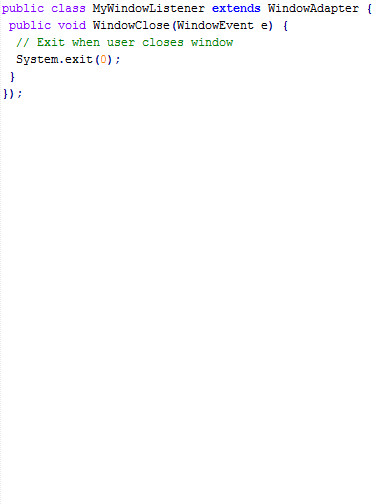 public class MyWindowListener extends WindowAdapter {
 public void WindowClose(WindowEvent e) {
  // Exit when user closes window
  System.exit(0);
 }
});